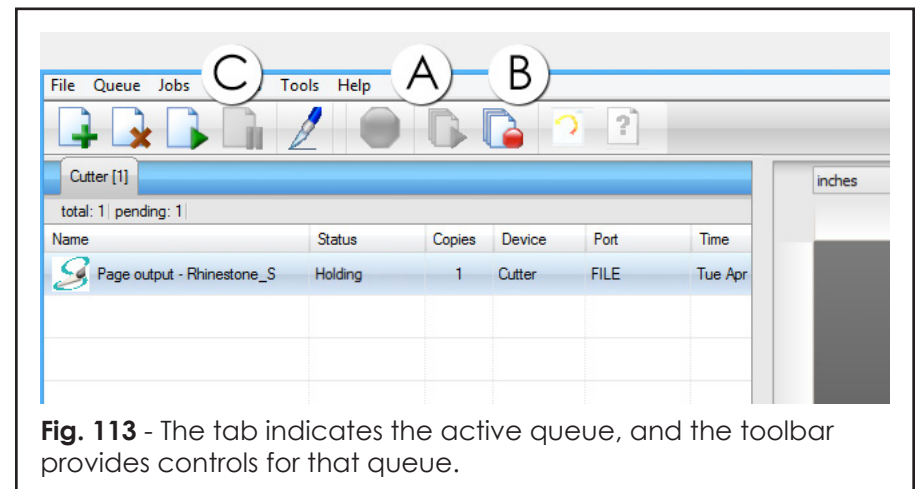 C A B
File Queue Jobs Tools Help
?
Cutter [1]
inches
total: 1 pending: 1
Name Status Copies Device Port Time
Page output - Rhinestone_S Holding 1 Cutter FILE Tue Apr
Fig. 113 - The tab indicates the active queue, and the toolbar
provides controls for that queue.